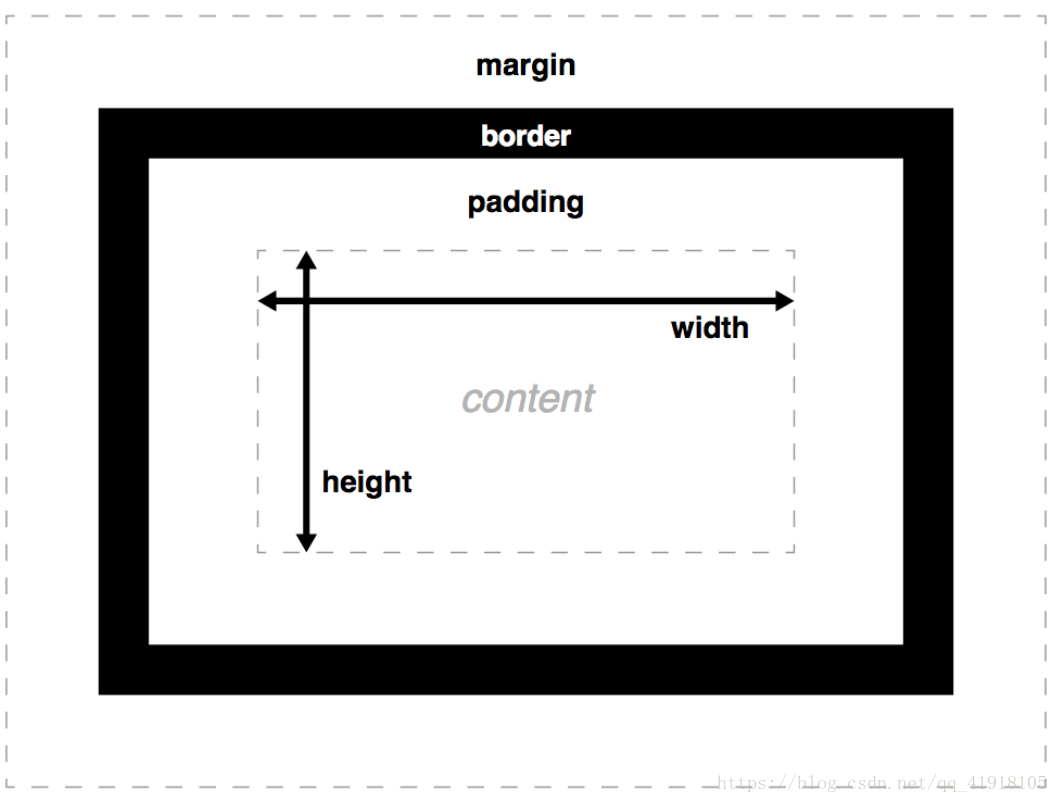 margin
border
padding
width
content
height
https://blog.csdn.net/qq_41918105